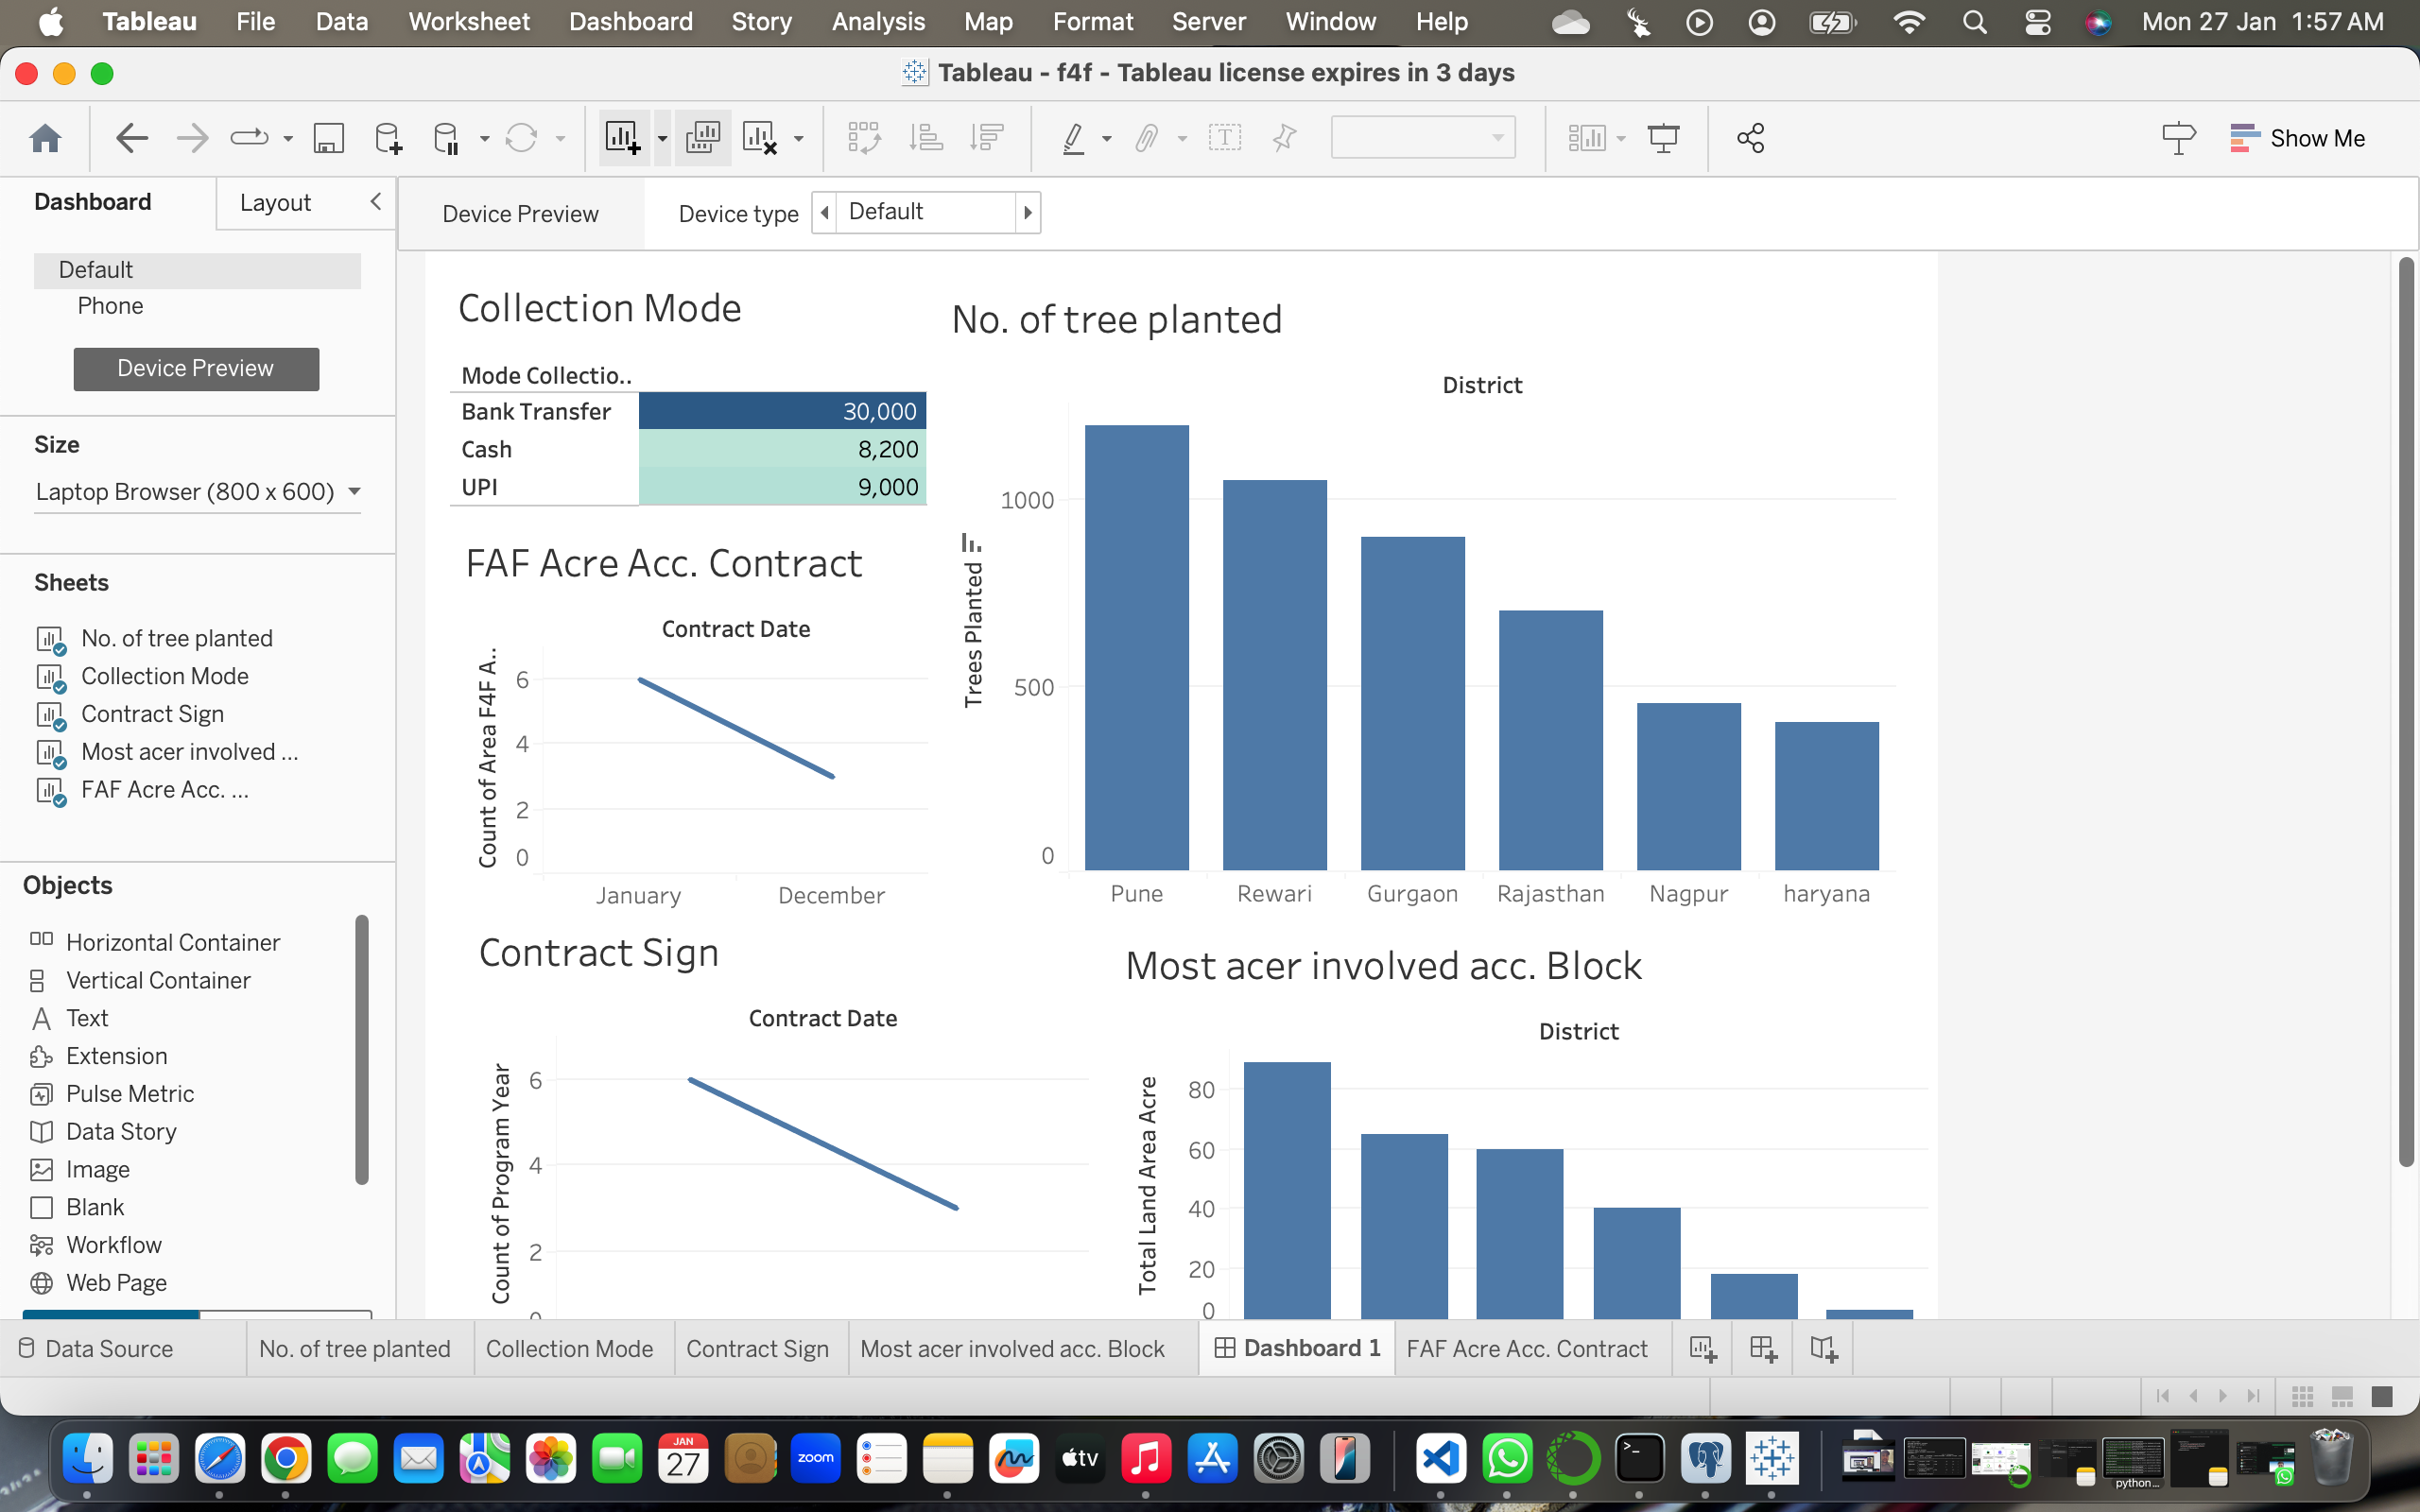 Tableau File Data Worksheet Dashboard Story Analysis Map Format Server Window Help Mon 27 Jan 1:57 AM
Tableau - f4f - Tableau license expires in 3 days
Show Me
Dashboard Layout
Device Preview Device type Default
Default
Phone
Device Preview
Size
Laptop Browser (800 x 600)
Sheets
No. of tree planted
Collection Mode
Contract Sign
Most acer involved ...
FAF Acre Acc. ...
Objects
Horizontal Container
Vertical Container
Text
Extension
Pulse Metric
Data Story
Image
Blank
Workflow
Web Page
Collection Mode
Mode Collectio..
Bank Transfer 30,000
Cash 8,200
UPI 9,000
No. of tree planted
District
Trees Planted
1000
500
0
Pune Rewari Gurgaon Rajasthan Nagpur haryana
FAF Acre Acc. Contract
Contract Date
Count of Area F4F A..
6
4
2
0
January December
Contract Sign
Contract Date
Count of Program Year
6
4
2
0
Most acer involved acc. Block
District
Total Land Area Acre
80
60
40
20
0
Data Source No. of tree planted Collection Mode Contract Sign Most acer involved acc. Block Dashboard 1 FAF Acre Acc. Contract
JAN
27
zoom
tv
python...